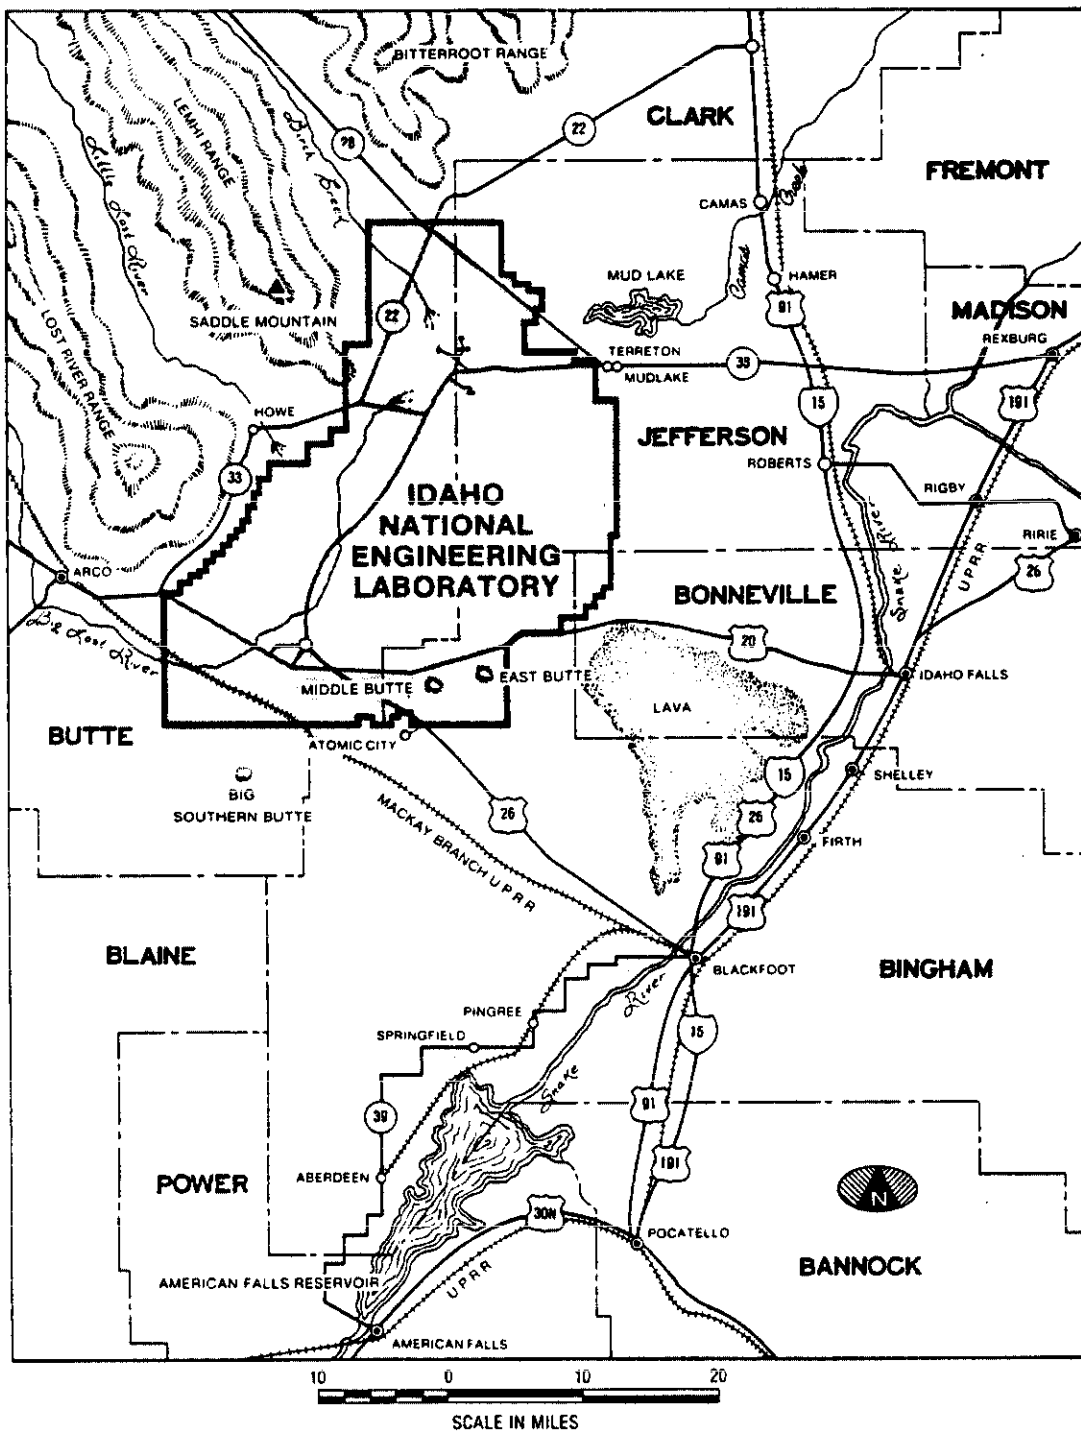 BITTERROOT RANGE
CLARK
22
28
LEMHI RANGE
Birch Creek
Little Lost River
FREMONT
CAMAS
Camas Creek
MUD LAKE
HAMER
91
SADDLE MOUNTAIN
22
MADISON
REXBURG
LOST RIVER RANGE
TERRETON
MUDLAKE
33
15
191
HOWE
JEFFERSON
ROBERTS
33
RIGBY
IDAHO
NATIONAL
ENGINEERING
LABORATORY
Snake River
UPRR
RIRIE
26
ARCO
BONNEVILLE
Big Lost River
20
IDAHO FALLS
EAST BUTTE
MIDDLE BUTTE
LAVA
BUTTE
ATOMIC CITY
15
SHELLEY
BIG
SOUTHERN BUTTE
MACKAY BRANCH U P R R
26
26
FIRTH
91
191
BLAINE
BLACKFOOT
BINGHAM
River
PINGREE
SPRINGFIELD
15
Snake
39
91
191
ABERDEEN
POWER
N
30N
POCATELLO
AMERICAN FALLS RESERVOIR
UPRR
BANNOCK
AMERICAN FALLS
10 0 10 20
SCALE IN MILES